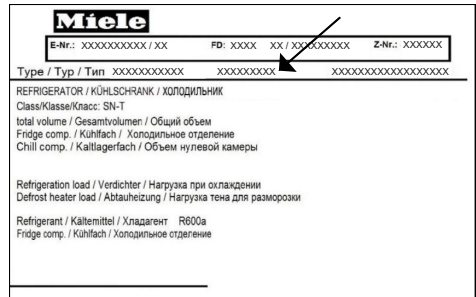 Miele
E-Nr.: XXXXXXXXXX / XX FD: XXXX XX / XXXXXXXXX Z-Nr.: XXXXXX
Type / Typ / Тип XXXXXXXXXXX XXXXXXXXX XXXXXXXXXXXXXXXXXX
REFRIGERATOR / KÜHLSCHRANK / ХОЛОДИЛЬНИК
Class/Klasse/Класс: SN-T
total volume / Gesamtvolumen / Общий объем
Fridge comp. / Kühlfach / Холодильное отделение
Chill comp. / Kaltlagerfach / Объем нулевой камеры
Refrigeration load / Verdichter / Нагрузка при охлаждении
Defrost heater load / Abtauheizung / Нагрузка тена для разморозки
Refrigerant / Kältemittel / Хладагент R600a
Fridge comp. / Kühlfach / Холодильное отделение